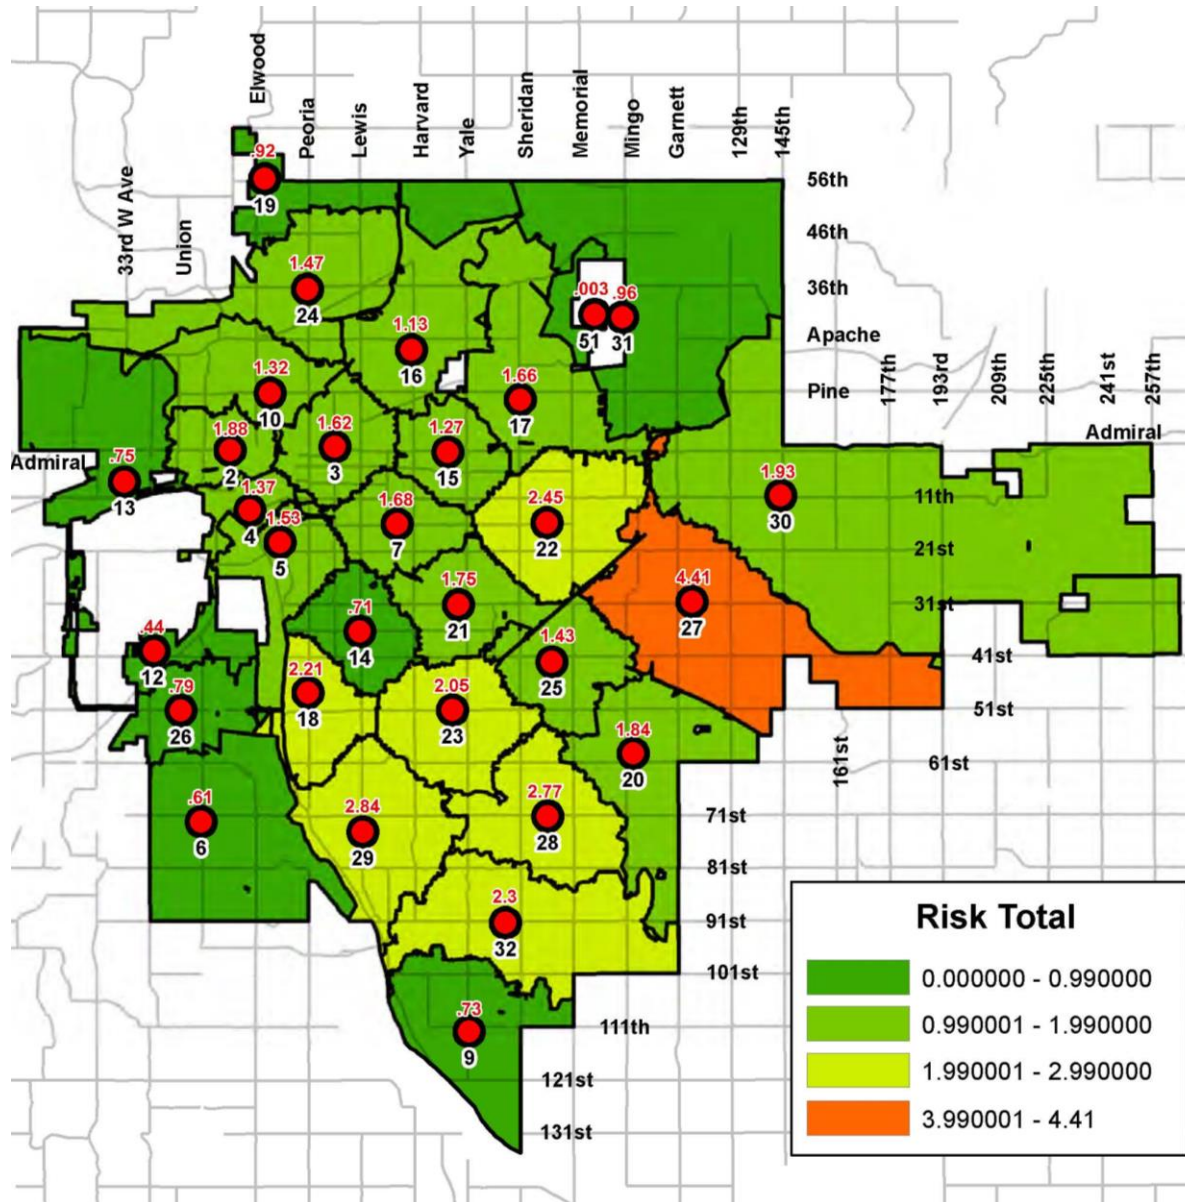 Elwood
Peoria
Lewis
Harvard
Yale
Sheridan
Memorial
Mingo
Garnett
129th
145th
33rd W Ave
Union
.92
19
56th
46th
36th
Apache
Pine
177th
193rd
209th
225th
241st
257th
Admiral
1.47
24
.003
51
.96
31
1.13
16
1.32
10
1.66
17
1.88
2
1.62
3
1.27
15
Admiral
.75
13
1.93
30
11th
1.37
4
1.53
5
1.68
7
2.45
22
21st
31st
41st
51st
61st
161st
1.75
21
4.41
27
.71
14
.44
12
1.43
25
.79
26
2.21
18
2.05
23
1.84
20
.61
6
2.84
29
2.77
28
71st
81st
91st
101st
2.3
32
.73
9
111th
121st
131st
Risk Total
0.000000 - 0.990000
0.990001 - 1.990000
1.990001 - 2.990000
3.990001 - 4.41